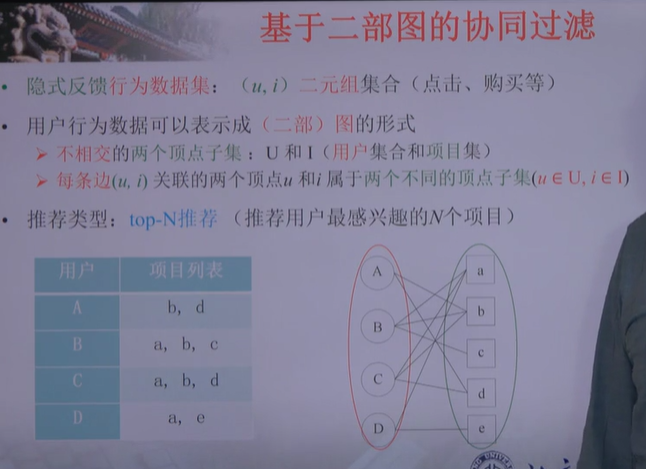 基于二部图的协同过滤
• 隐式反馈行为数据集：（u, i）二元组集合（点击、购买等）
• 用户行为数据可以表示成（二部）图的形式
➢ 不相交的两个顶点子集：U 和 I（用户集合和项目集）
➢ 每条边(u, i) 关联的两个顶点u 和i 属于两个不同的顶点子集(u ∈ U, i ∈ I)
• 推荐类型：top-N推荐 （推荐用户最感兴趣的N个项目）
用户 项目列表
A b, d
B a, b, c
C a, b, d
D a, e
A a
B b
C c
d
D e